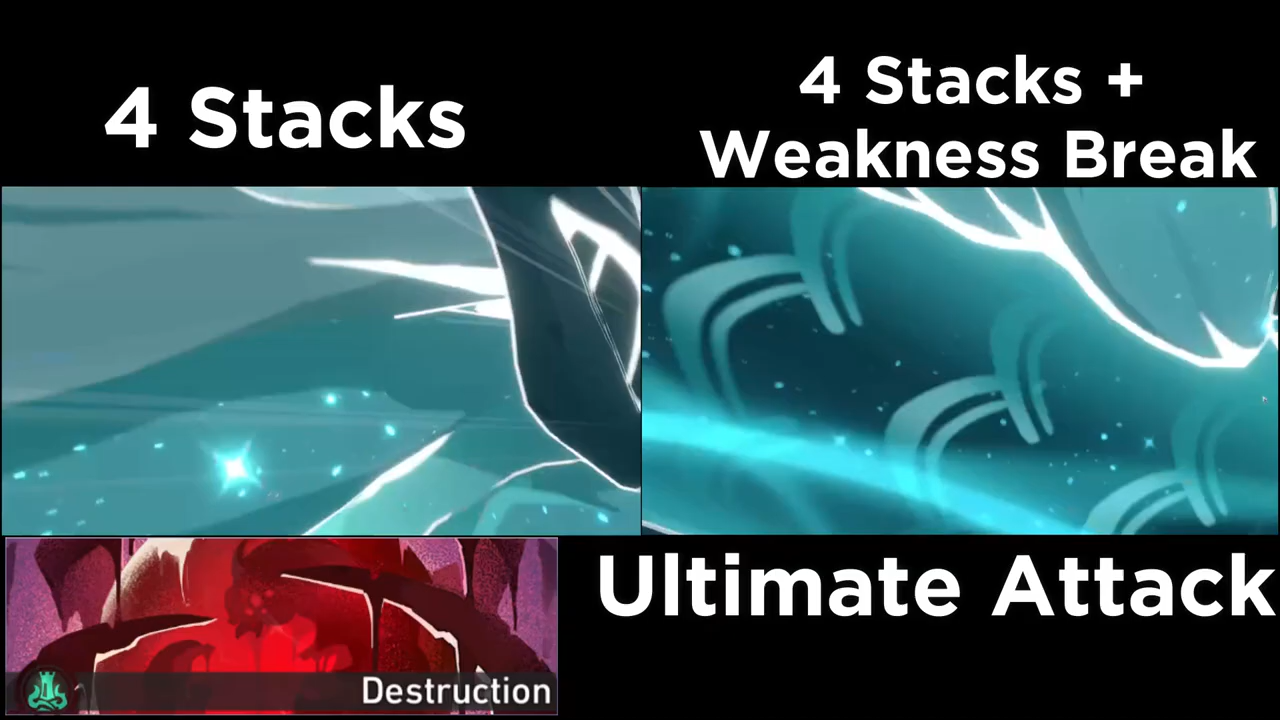 4 Stacks
4 Stacks +
Weakness Break
Ultimate Attack
Destruction